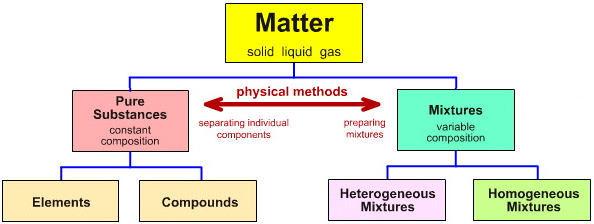 Matter
solid liquid gas
physical methods
Pure
Substances
constant
composition
separating individual
components
preparing
mixtures
Mixtures
variable
composition
Elements
Compounds
Heterogeneous
Mixtures
Homogeneous
Mixtures